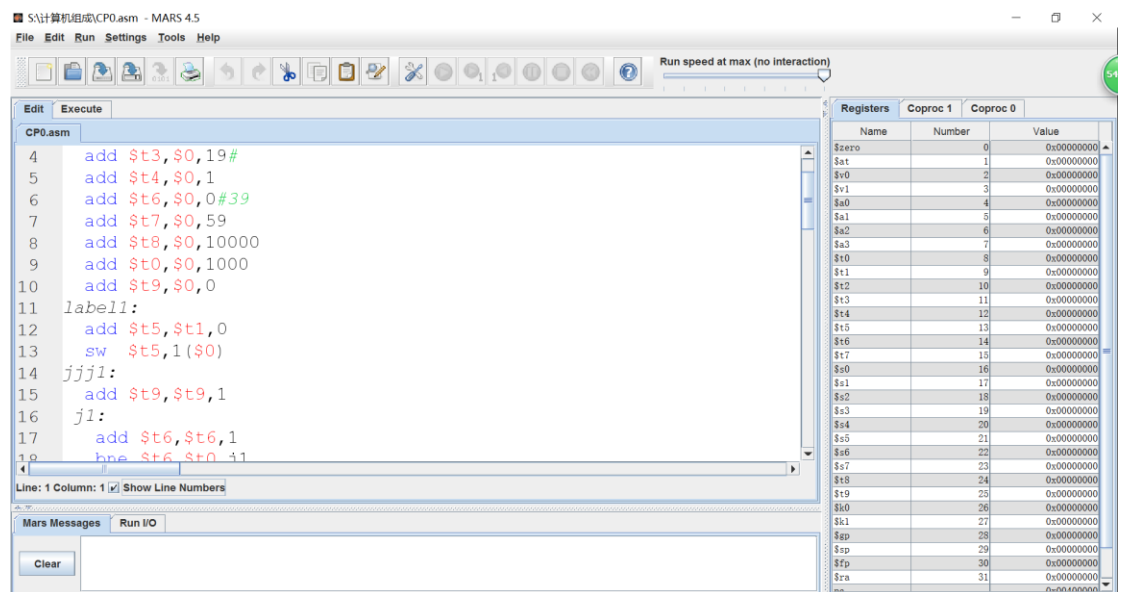 S:\计算机组成\CP0.asm - MARS 4.5
File Edit Run Settings Tools Help
Run speed at max (no interaction)
54
Edit Execute
CP0.asm
4 add $t3,$0,19#
5 add $t4,$0,1
6 add $t6,$0,0#39
7 add $t7,$0,59
8 add $t8,$0,10000
9 add $t0,$0,1000
10 add $t9,$0,0
11 label1:
12 add $t5,$t1,0
13 sw $t5,1($0)
14 jjj1:
15 add $t9,$t9,1
16 j1:
17 add $t6,$t6,1
18 bne $t6,$t0,j1
Line: 1 Column: 1 Show Line Numbers
Mars Messages Run I/O
Clear
Registers Coproc 1 Coproc 0
Name Number Value
$zero 0 0x00000000
$at 1 0x00000000
$v0 2 0x00000000
$v1 3 0x00000000
$a0 4 0x00000000
$a1 5 0x00000000
$a2 6 0x00000000
$a3 7 0x00000000
$t0 8 0x00000000
$t1 9 0x00000000
$t2 10 0x00000000
$t3 11 0x00000000
$t4 12 0x00000000
$t5 13 0x00000000
$t6 14 0x00000000
$t7 15 0x00000000
$s0 16 0x00000000
$s1 17 0x00000000
$s2 18 0x00000000
$s3 19 0x00000000
$s4 20 0x00000000
$s5 21 0x00000000
$s6 22 0x00000000
$s7 23 0x00000000
$t8 24 0x00000000
$t9 25 0x00000000
$k0 26 0x00000000
$k1 27 0x00000000
$gp 28 0x00000000
$sp 29 0x00000000
$fp 30 0x00000000
$ra 31 0x00000000
pc 0x00400000